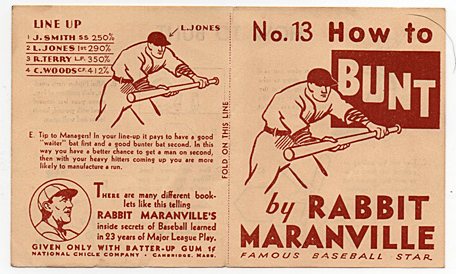 LINE UP
1 J. SMITH SS 250%
2 L. JONES 1st 290%
3 R. TERRY L.F. 350%
4 C. WOODS C.F. 412%
L. JONES
E. Tip to Managers! In your line-up it pays to have a good
"waiter" bat first and a good bunter bat second. In this
way you have a better chance to get a man on second,
then with your heavy hitters coming up you are more
likely to manufacture a run.
THERE are many different book-
lets like this telling
RABBIT MARANVILLE'S
inside secrets of Baseball learned
in 23 years of Major League Play,
GIVEN ONLY WITH BATTER-UP GUM 1¢
NATIONAL CHICLE COMPANY • CAMBRIDGE, MASS.
FOLD ON THIS LINE
No. 13 How to
BUNT
by RABBIT
MARANVILLE
FAMOUS BASEBALL STAR